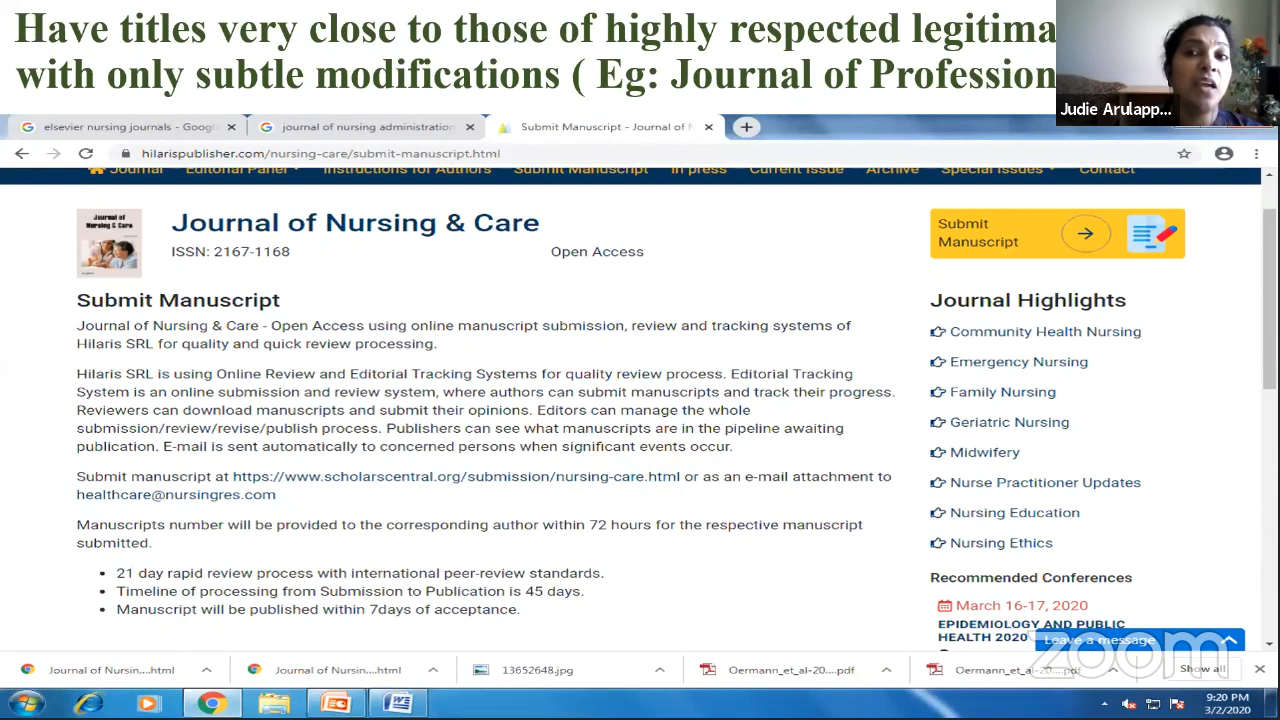 Have titles very close to those of highly respected legitima
with only subtle modifications ( Eg: Journal of Profession
Judie Arulapp...
elsevier nursing journals - Goog
journal of nursing administration
Submit Manuscript - Journal of N
hilarispublisher.com/nursing-care/submit-manuscript.html
Journal
Editorial Panel
Instructions for Authors
Submit Manuscript
In press
Current Issue
Archive
Special Issues
Contact
Journal of
Nursing & Care
Journal of Nursing & Care
ISSN: 2167-1168
Open Access
Submit
Manuscript
Submit Manuscript
Journal of Nursing & Care - Open Access using online manuscript submission, review and tracking systems of
Hilaris SRL for quality and quick review processing.
Hilaris SRL is using Online Review and Editorial Tracking Systems for quality review process. Editorial Tracking
System is an online submission and review system, where authors can submit manuscripts and track their progress.
Reviewers can download manuscripts and submit their opinions. Editors can manage the whole
submission/review/revise/publish process. Publishers can see what manuscripts are in the pipeline awaiting
publication. E-mail is sent automatically to concerned persons when significant events occur.
Submit manuscript at https://www.scholarscentral.org/submission/nursing-care.html or as an e-mail attachment to
healthcare@nursingres.com
Manuscripts number will be provided to the corresponding author within 72 hours for the respective manuscript
submitted.
• 21 day rapid review process with international peer-review standards.
• Timeline of processing from Submission to Publication is 45 days.
• Manuscript will be published within 7days of acceptance.
Journal Highlights
Community Health Nursing
Emergency Nursing
Family Nursing
Geriatric Nursing
Midwifery
Nurse Practitioner Updates
Nursing Education
Nursing Ethics
Recommended Conferences
March 16-17, 2020
EPIDEMIOLOGY AND PUBLIC
HEALTH 2020
Leave a message
zoom
Journal of Nursin....html
Journal of Nursin....html
13652648.jpg
Oermann_et_al-20....pdf
Oermann_et_al-20....pdf
Show all
9:20 PM
3/2/2020